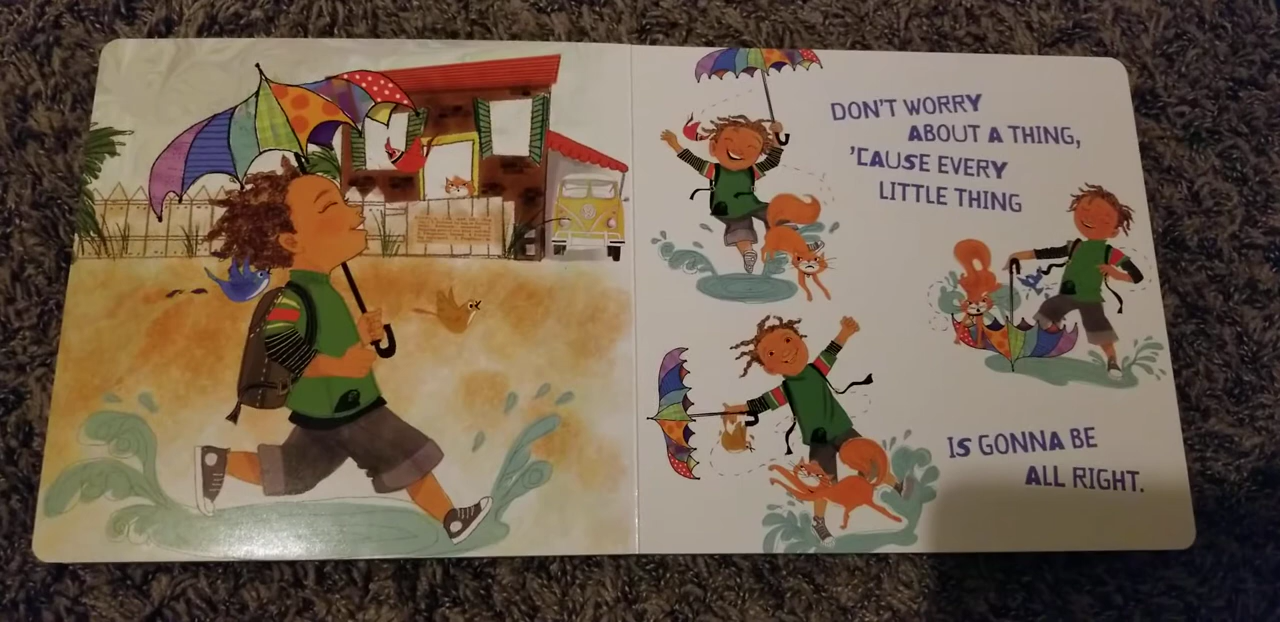 DON'T WORRY
ABOUT A THING,
'CAUSE EVERY
LITTLE THING
IS GONNA BE
ALL RIGHT.